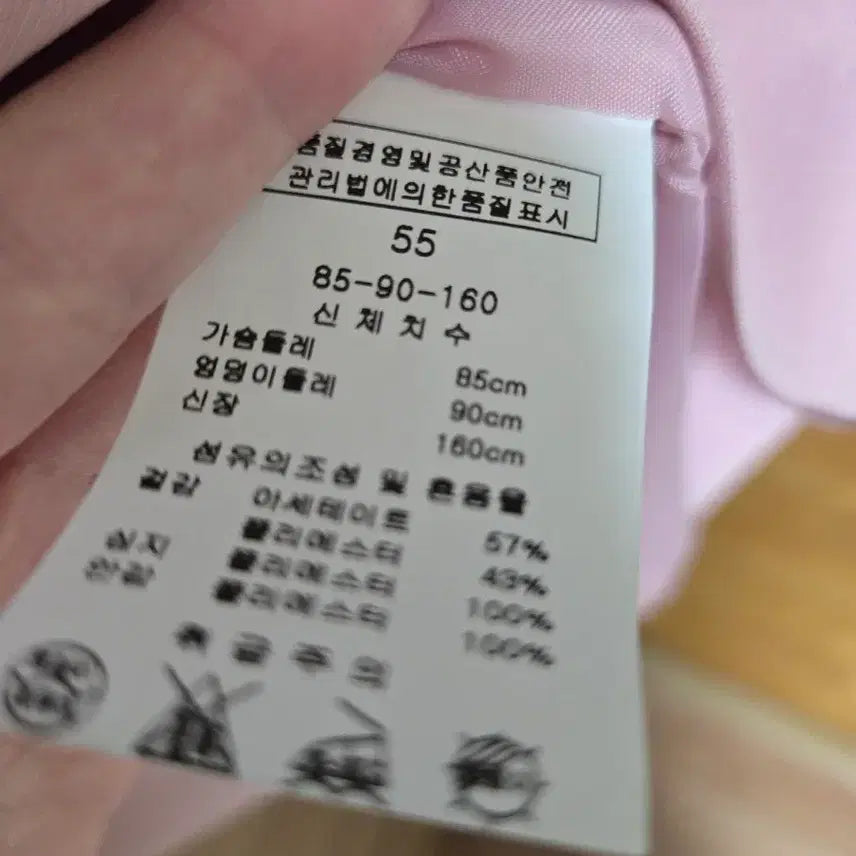 품질경영및공산품안전
관리법에의한품질표시
55
85-90-160
신체치수
가슴둘레 85cm
엉덩이둘레 90cm
신장 160cm
섬유의조성 및 혼용율
겉감 아세테이트 57%
폴리에스터 43%
심지 폴리에스터 100%
안감 폴리에스터 100%
취급주의